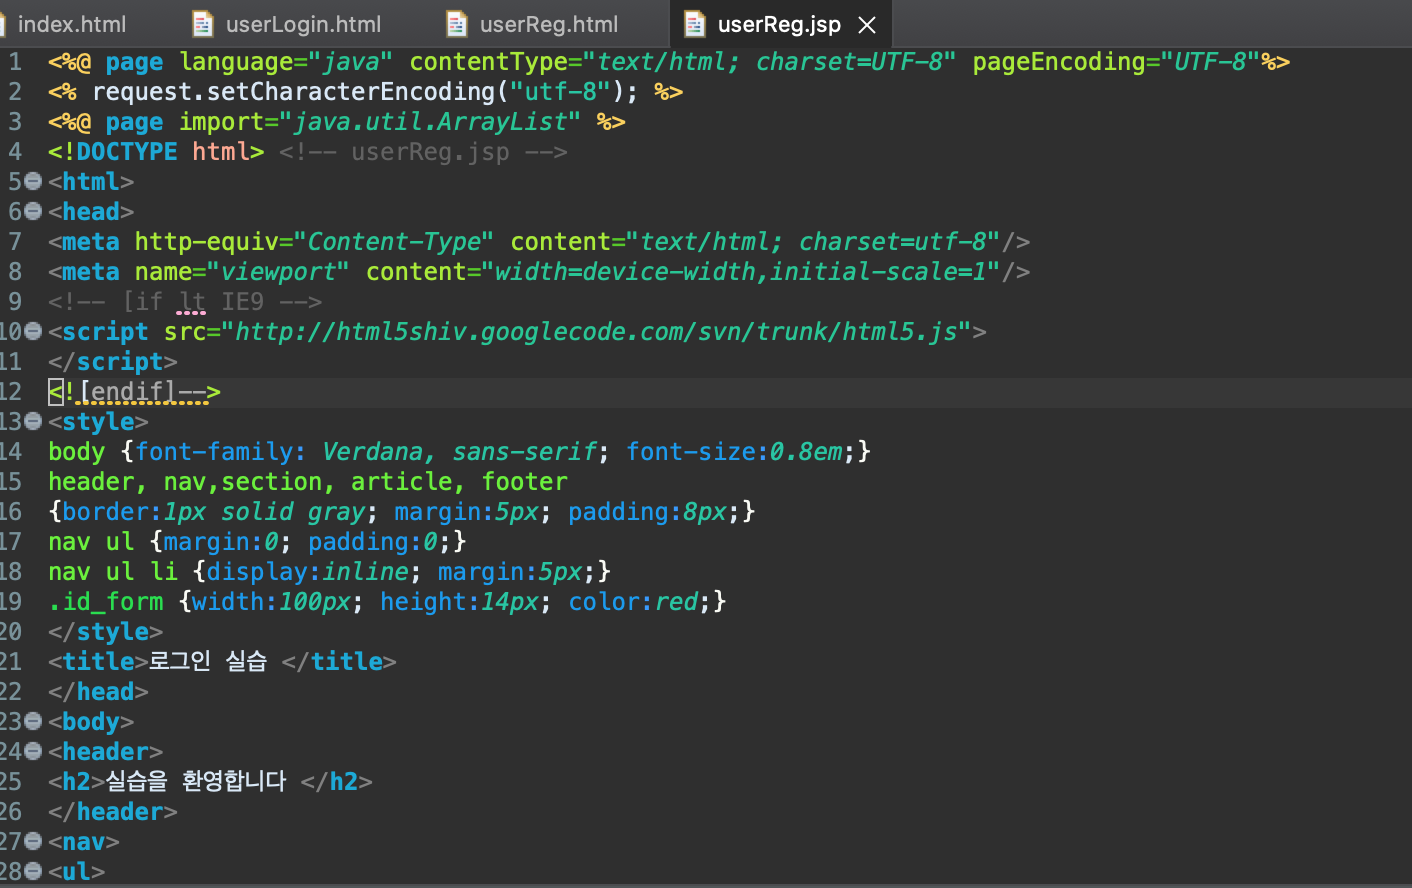 index.html userLogin.html userReg.html userReg.jsp
1 <%@ page language="java" contentType="text/html; charset=UTF-8" pageEncoding="UTF-8"%>
2 <% request.setCharacterEncoding("utf-8"); %>
3 <%@ page import="java.util.ArrayList" %>
4 <!DOCTYPE html> <!-- userReg.jsp -->
5 <html>
6 <head>
7 <meta http-equiv="Content-Type" content="text/html; charset=utf-8"/>
8 <meta name="viewport" content="width=device-width,initial-scale=1"/>
9 <!-- [if lt IE9 -->
10 <script src="http://html5shiv.googlecode.com/svn/trunk/html5.js">
11 </script>
12 <![endif]-->
13 <style>
14 body {font-family: Verdana, sans-serif; font-size:0.8em;}
15 header, nav,section, article, footer
16 {border:1px solid gray; margin:5px; padding:8px;}
17 nav ul {margin:0; padding:0;}
18 nav ul li {display:inline; margin:5px;}
19 .id_form {width:100px; height:14px; color:red;}
20 </style>
21 <title>로그인 실습 </title>
22 </head>
23 <body>
24 <header>
25 <h2>실습을 환영합니다 </h2>
26 </header>
27 <nav>
28 <ul>